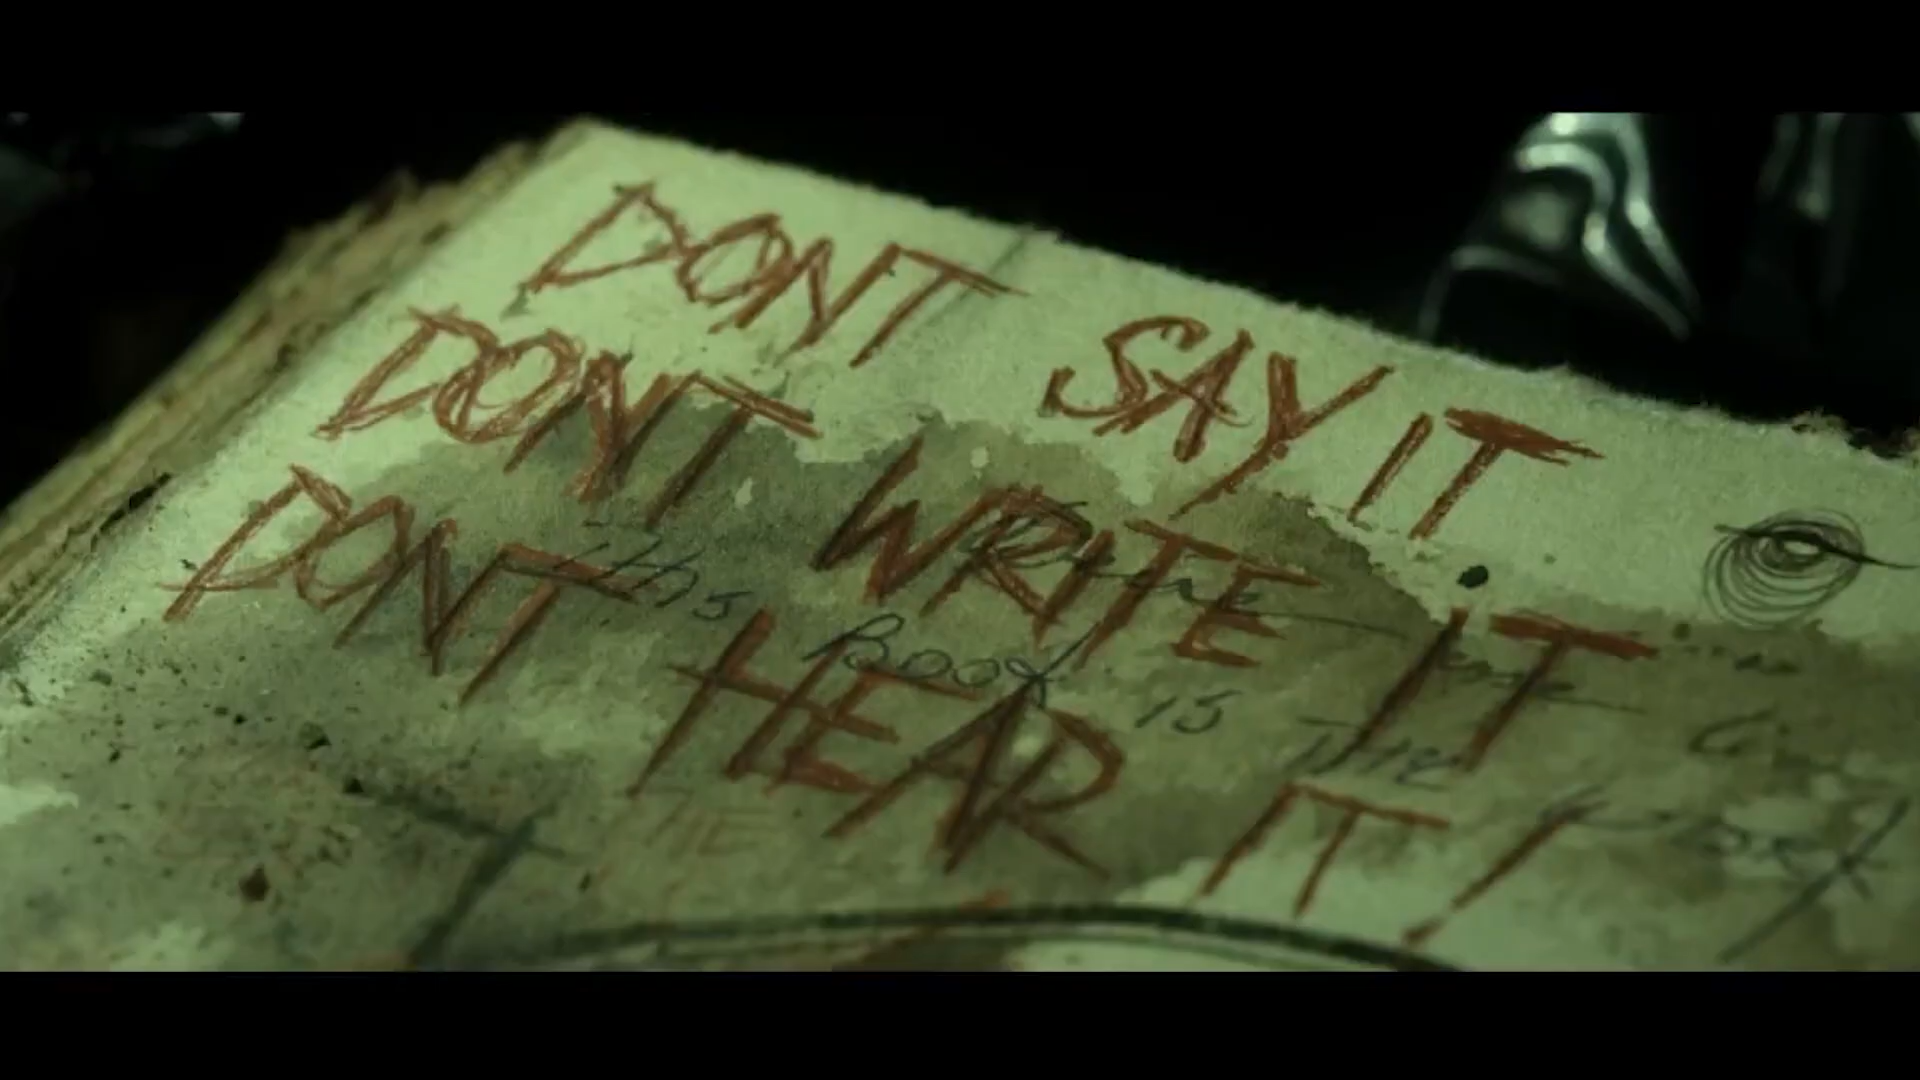 DONT SAY IT
DONT WRITE IT
DONT HEAR IT!
This Book is The